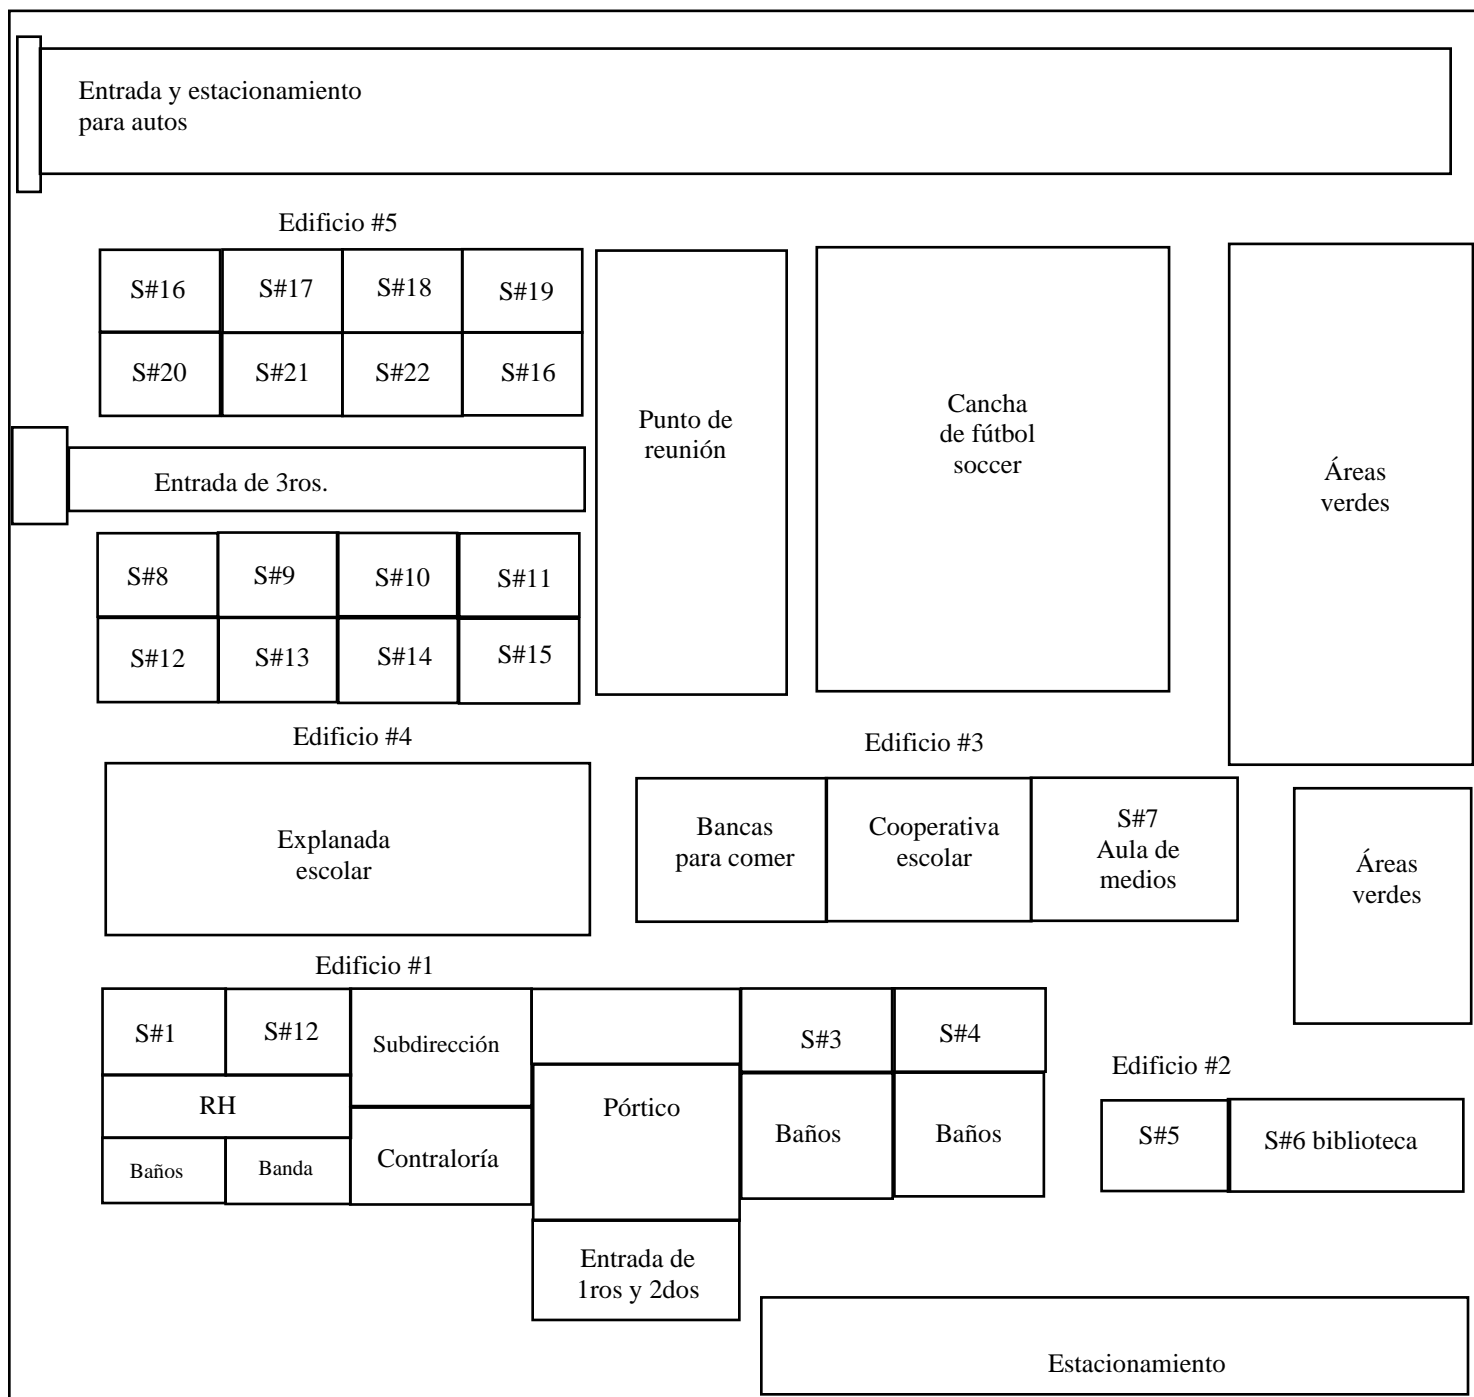 Entrada y estacionamiento
para autos
Edificio #5
S#16
S#17
S#18
S#19
S#20
S#21
S#22
S#16
Punto de
reunión
Cancha
de fútbol
soccer
Áreas
verdes
Entrada de 3ros.
S#8
S#9
S#10
S#11
S#12
S#13
S#14
S#15
Edificio #4
Edificio #3
Explanada
escolar
Bancas
para comer
Cooperativa
escolar
S#7
Aula de
medios
Áreas
verdes
Edificio #1
S#1
S#12
Subdirección
S#3
S#4
RH
Pórtico
Baños
Baños
Baños
Banda
Contraloría
Edificio #2
S#5
S#6 biblioteca
Entrada de
1ros y 2dos
Estacionamiento